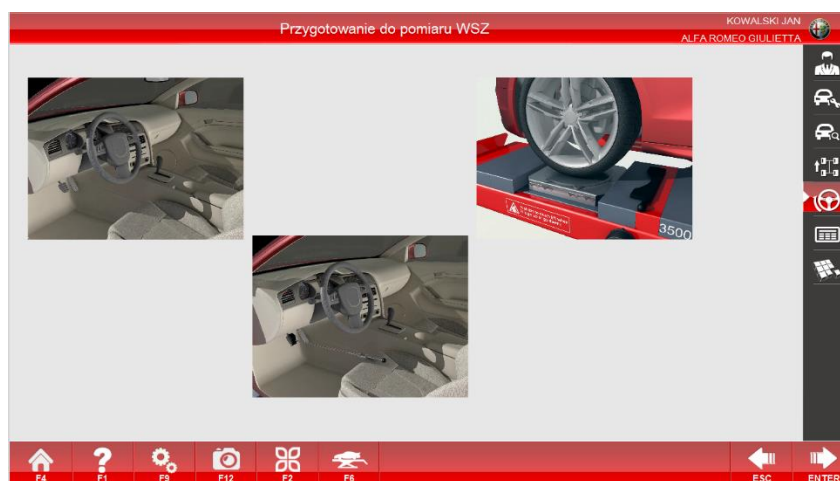 Przygotowanie do pomiaru WSZ
KOWALSKI JAN
ALFA ROMEO GIULIETTA
3500
F4
F1
F9
F12
F2
F6
ESC
ENTER